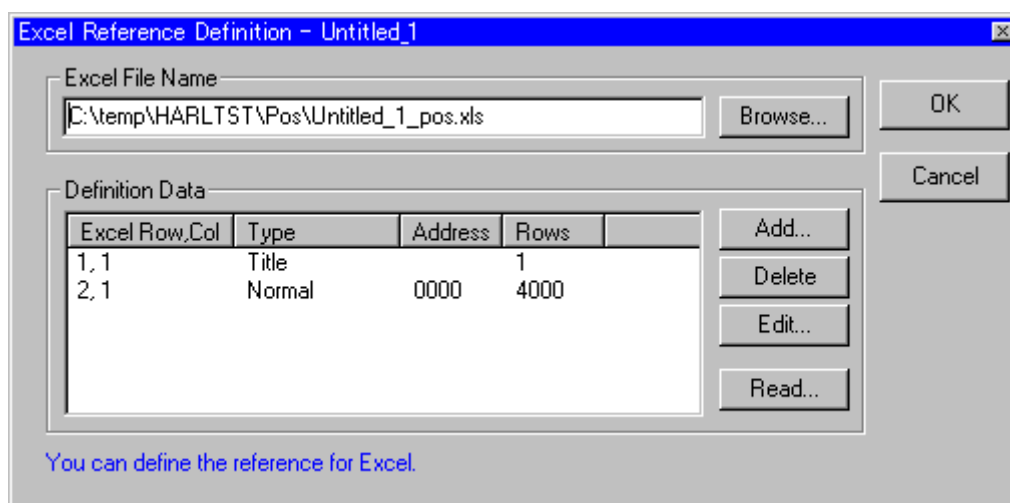 Excel Reference Definition - Untitled_1
Excel File Name
C:\temp\HARLTST\Pos\Untitled_1_pos.xls
Browse...
OK
Cancel
Definition Data
Excel Row,Col Type Address Rows
1, 1 Title 1
2, 1 Normal 0000 4000
Add...
Delete
Edit...
Read...
You can define the reference for Excel.